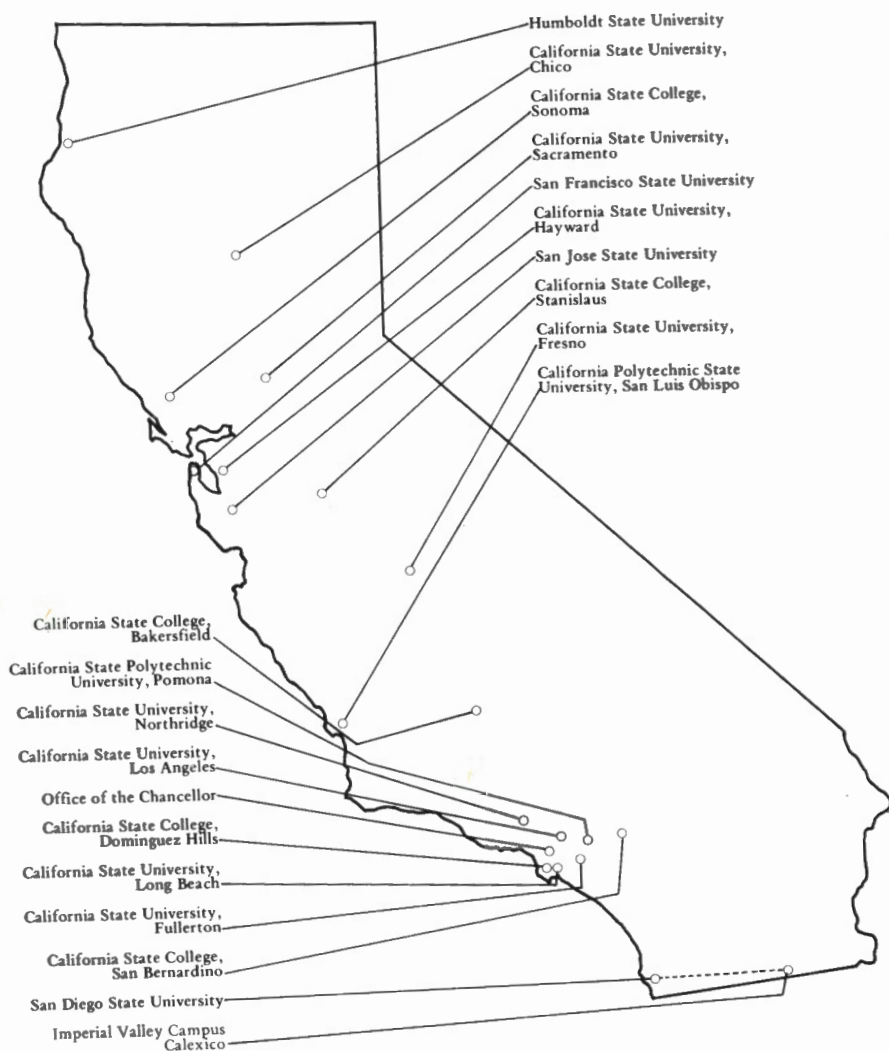 Humboldt State University
California State University,
Chico
California State College,
Sonoma
California State University,
Sacramento
San Francisco State University
California State University,
Hayward
San Jose State University
California State College,
Stanislaus
California State University,
Fresno
California Polytechnic State
University, San Luis Obispo
California State College,
Bakersfield
California State Polytechnic
University, Pomona
California State University,
Northridge
California State University,
Los Angeles
Office of the Chancellor
California State College,
Dominguez Hills
California State University,
Long Beach
California State University,
Fullerton
California State College,
San Bernardino
San Diego State University
Imperial Valley Campus
Calexico